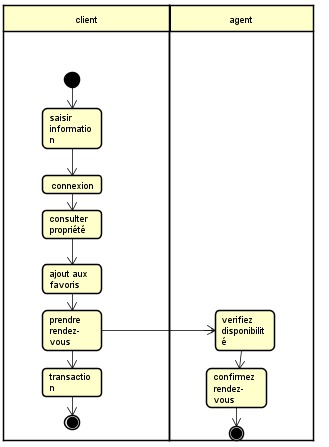 client
agent
saisir
informatio
n
connexion
consulter
propriété
ajout aux
favoris
prendre
rendez-
vous
verifiez
disponibilit
é
transactio
n
confirmez
rendez-
vous